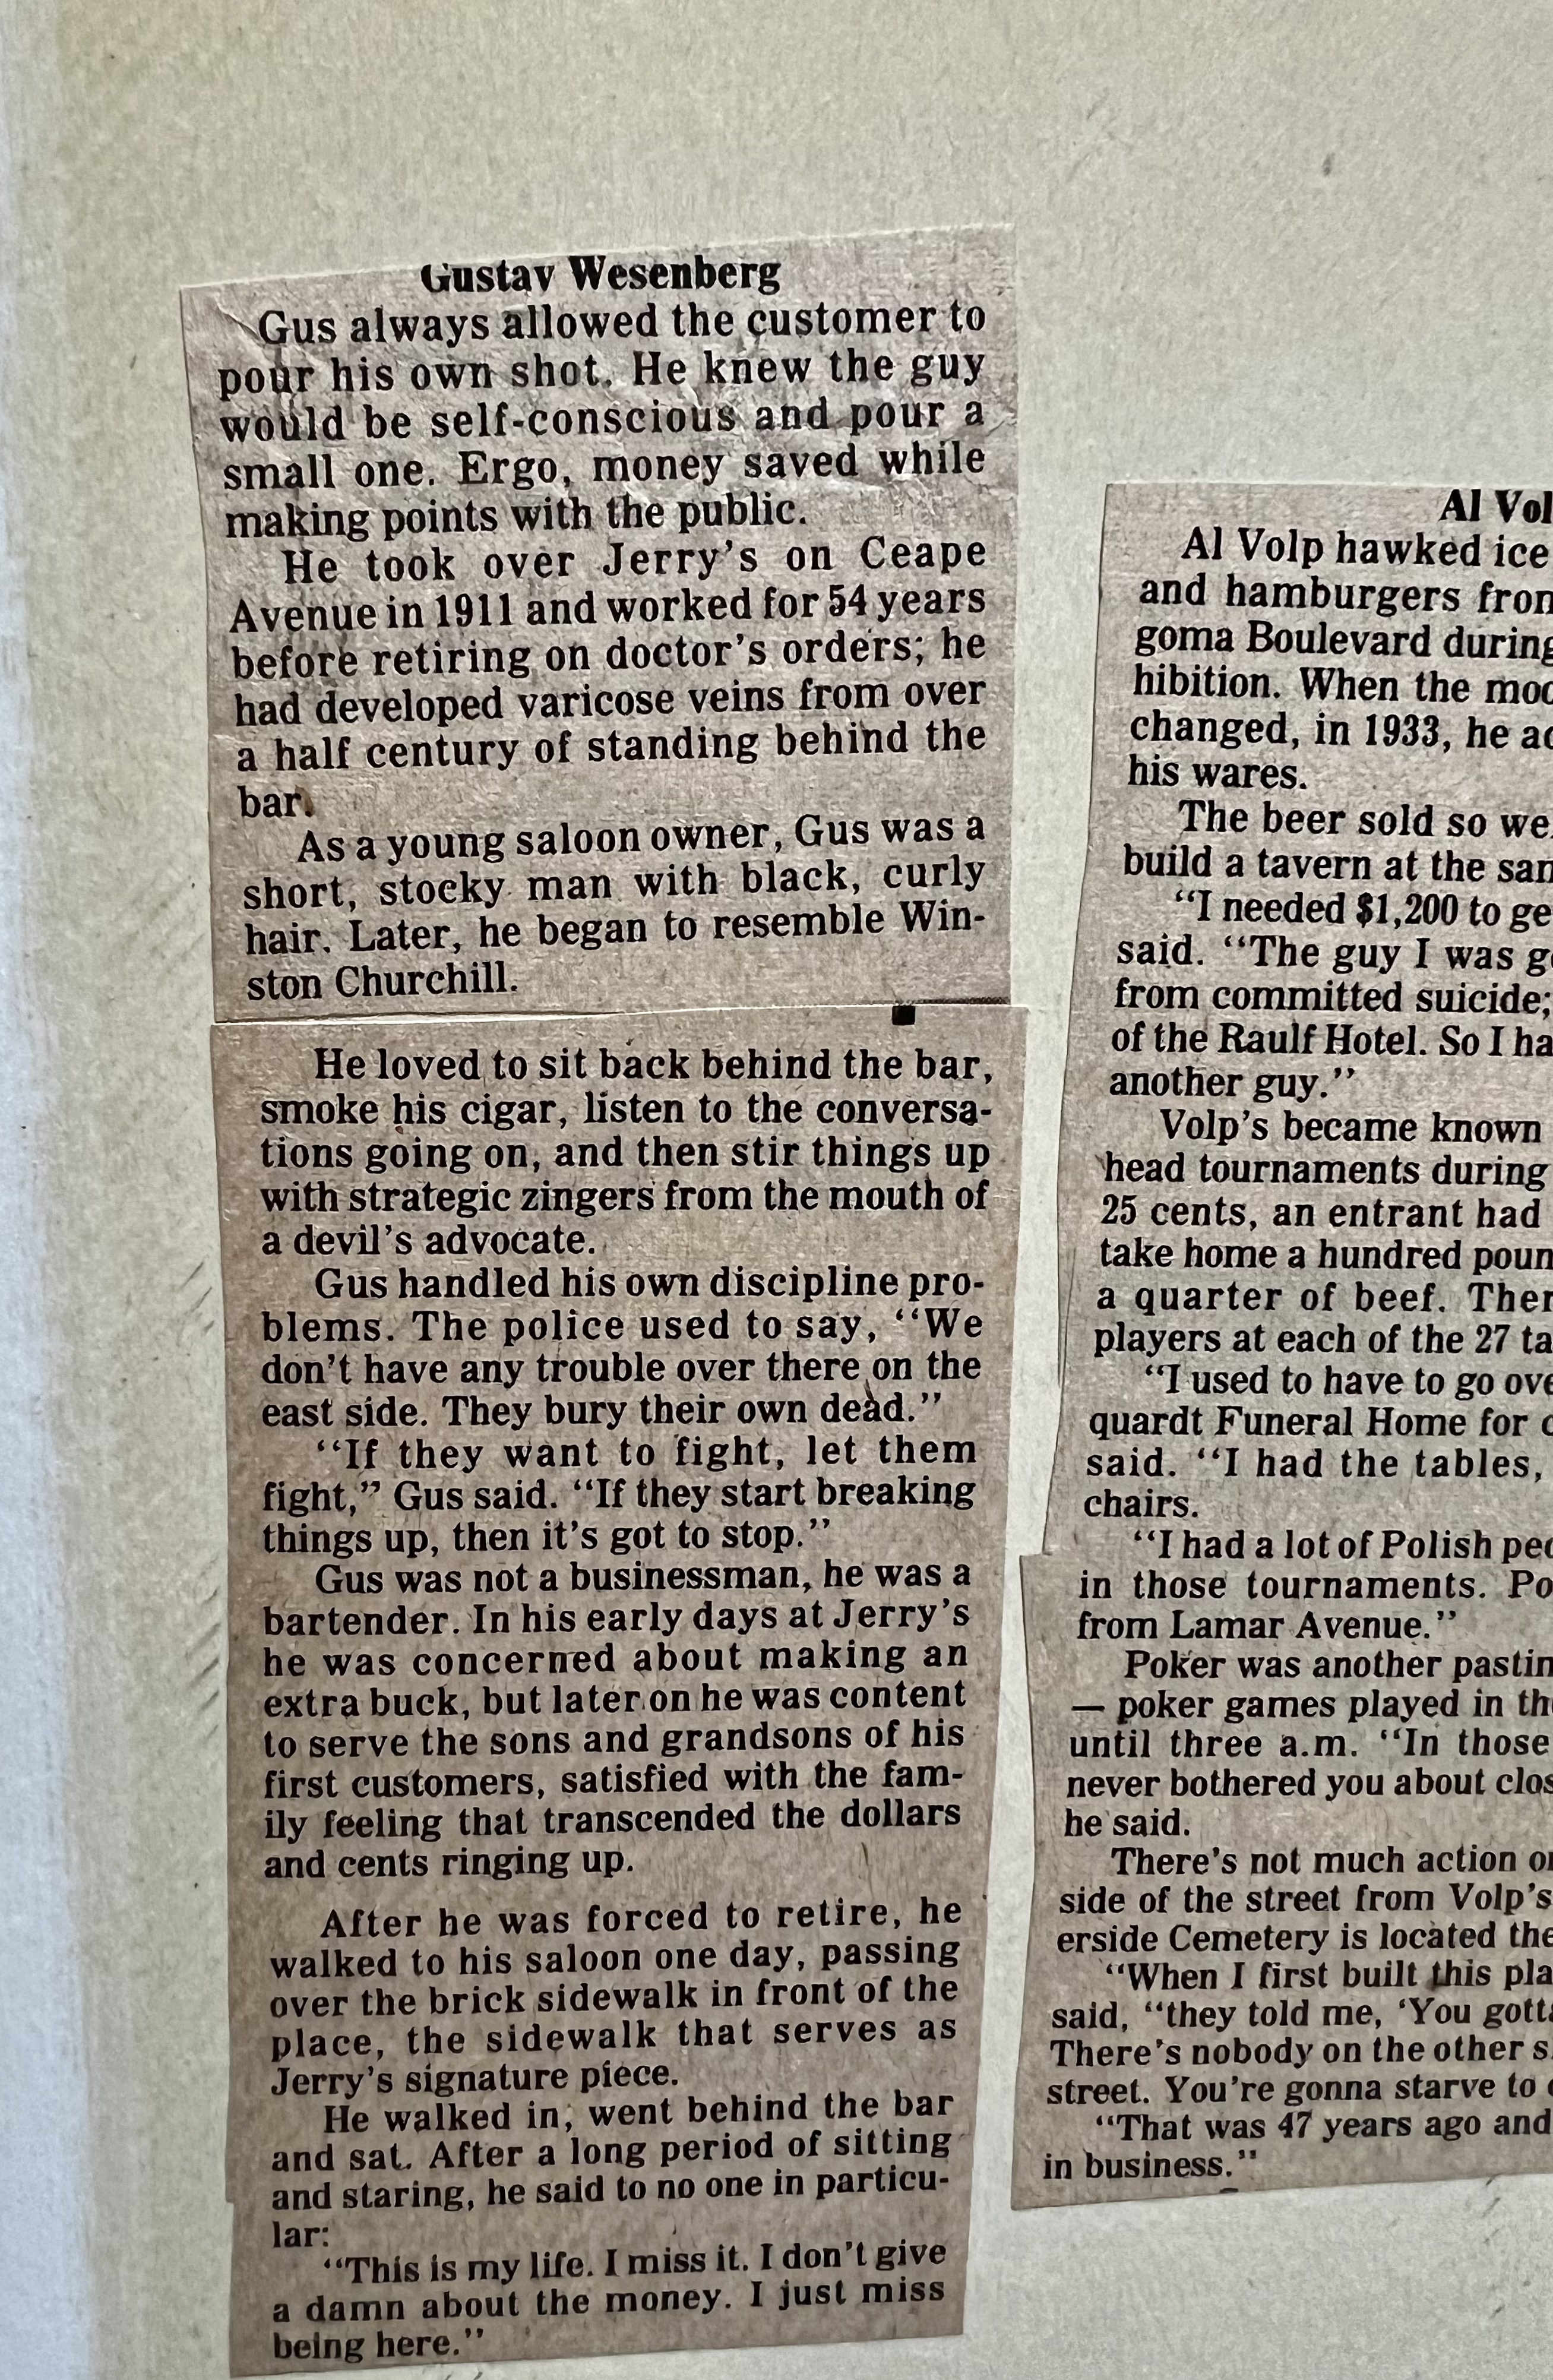 Gustav Wesenberg
Gus always allowed the customer to
pour his own shot. He knew the guy
would be self-conscious and pour a
small one. Ergo, money saved while
making points with the public.
He took over Jerry's on Ceape
Avenue in 1911 and worked for 54 years
before retiring on doctor's orders; he
had developed varicose veins from over
a half century of standing behind the
bar.
As a young saloon owner, Gus was a
short, stocky man with black, curly
hair. Later, he began to resemble Win-
ston Churchill.
He loved to sit back behind the bar,
smoke his cigar, listen to the conversa-
tions going on, and then stir things up
with strategic zingers from the mouth of
a devil's advocate.
Gus handled his own discipline pro-
blems. The police used to say, "We
don't have any trouble over there on the
east side. They bury their own dead."
"If they want to fight, let them
fight," Gus said. "If they start breaking
things up, then it's got to stop."
Gus was not a businessman, he was a
bartender. In his early days at Jerry's
he was concerned about making an
extra buck, but later on he was content
to serve the sons and grandsons of his
first customers, satisfied with the fam-
ily feeling that transcended the dollars
and cents ringing up.
After he was forced to retire, he
walked to his saloon one day, passing
over the brick sidewalk in front of the
place, the sidewalk that serves as
Jerry's signature piece.
He walked in, went behind the bar
and sat. After a long period of sitting
and staring, he said to no one in particu-
lar:
"This is my life. I miss it. I don't give
a damn about the money. I just miss
being here."
Al Vol
Al Volp hawked ice
and hamburgers fron
goma Boulevard during
hibition. When the moo
changed, in 1933, he ad
his wares.
The beer sold so we
build a tavern at the san
"I needed $1,200 to ge
said. "The guy I was g
from committed suicide;
of the Raulf Hotel. So I ha
another guy."
Volp's became known
head tournaments during
25 cents, an entrant had
take home a hundred poun
a quarter of beef. Ther
players at each of the 27 ta
"I used to have to go ove
quardt Funeral Home for c
said. "I had the tables,
chairs.
"I had a lot of Polish peo
in those tournaments. Po
from Lamar Avenue."
Poker was another pastin
— poker games played in the
until three a.m. "In those
never bothered you about clos
he said.
There's not much action on
side of the street from Volp's
erside Cemetery is located the
"When I first built this pla
said, "they told me, 'You gotta
There's nobody on the other s
street. You're gonna starve to
"That was 47 years ago and
in business."